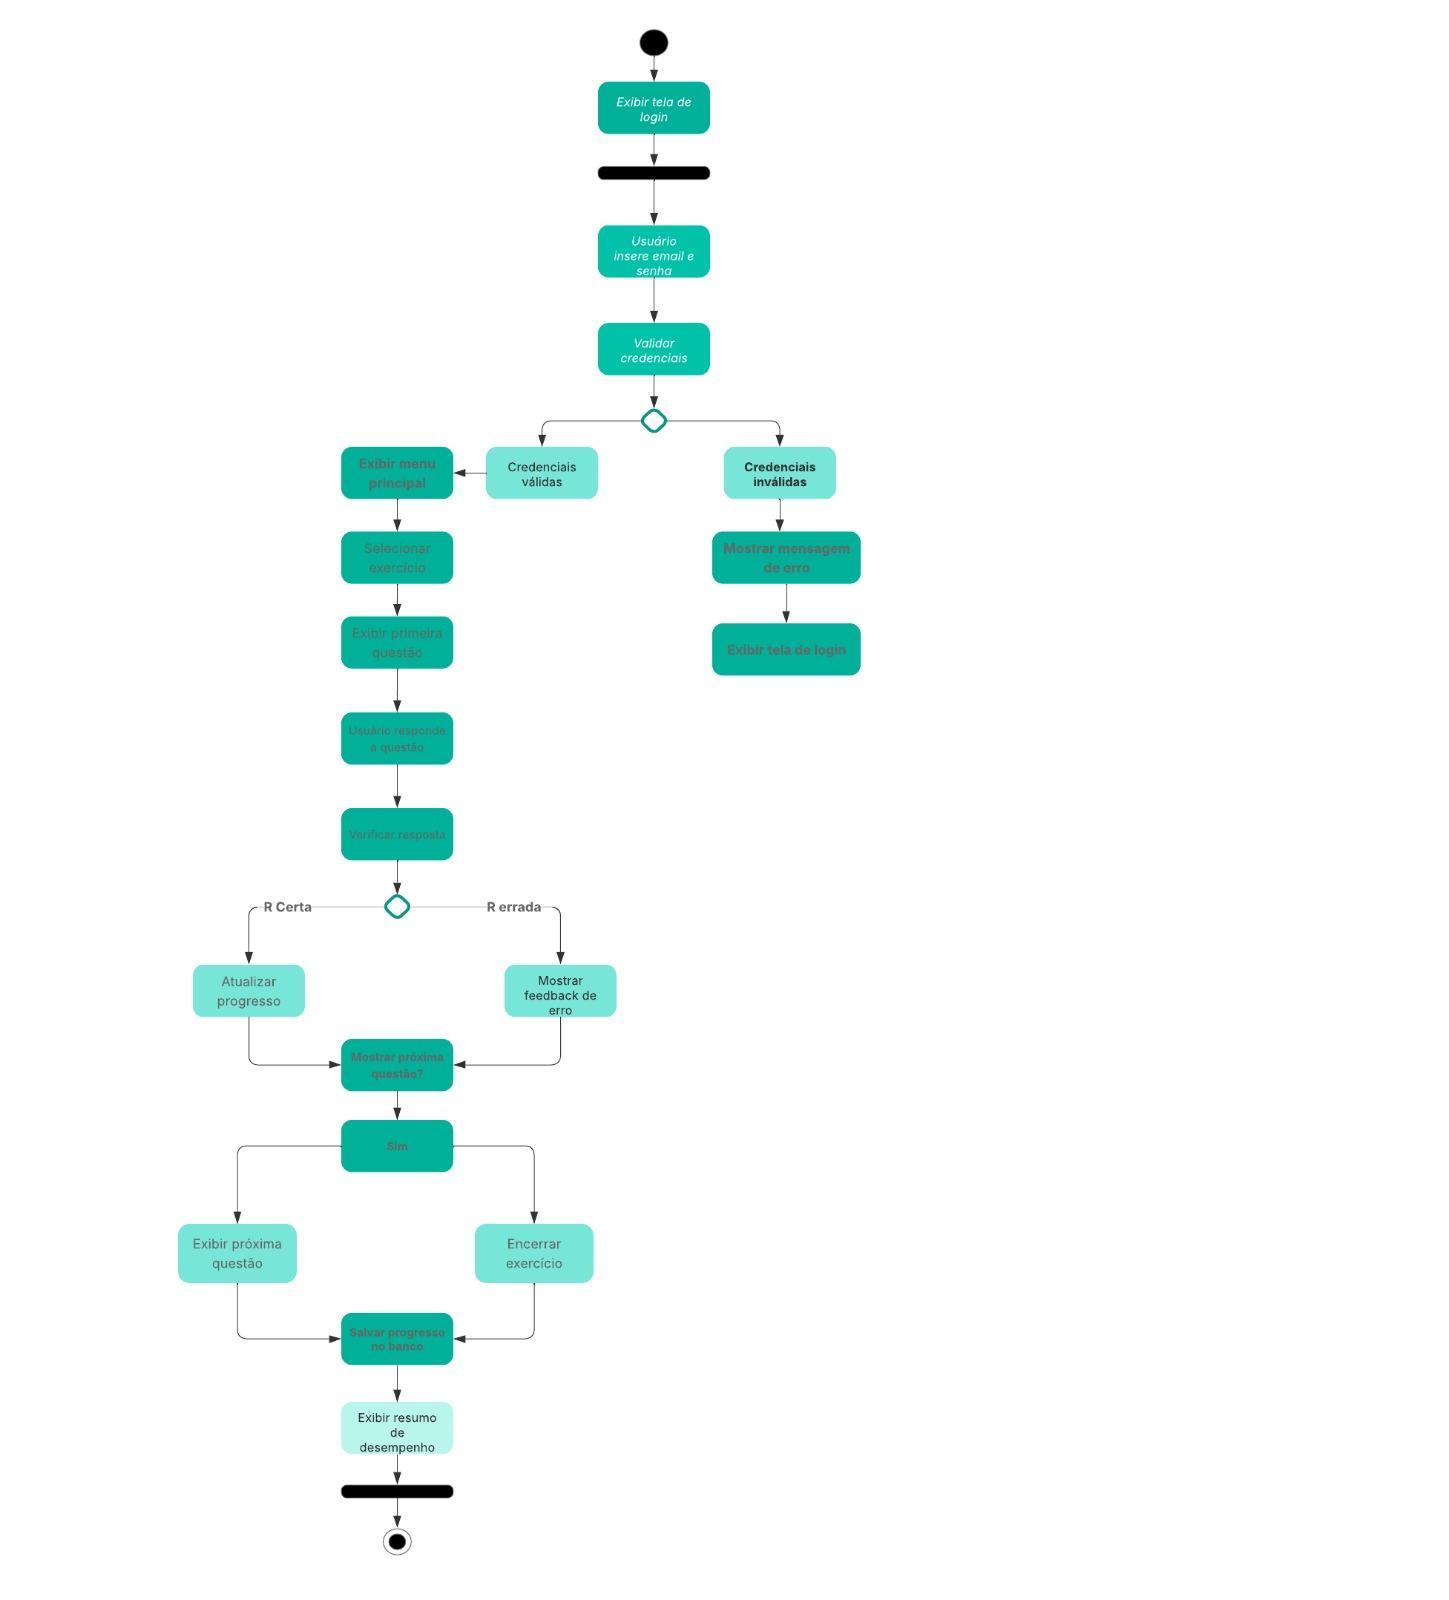 Exibir tela de
login
Usuário
insere email e
senha
Validar
credenciais
Exibir menu
principal
Credenciais
válidas
Credenciais
inválidas
Selecionar
exercício
Mostrar mensagem
de erro
Exibir primeira
questão
Exibir tela de login
Usuário responde
a questão
Verificar resposta
R Certa
R errada
Atualizar
progresso
Mostrar
feedback de
erro
Mostrar próxima
questão?
Sim
Exibir próxima
questão
Encerrar
exercício
Salvar progresso
no banco
Exibir resumo
de
desempenho